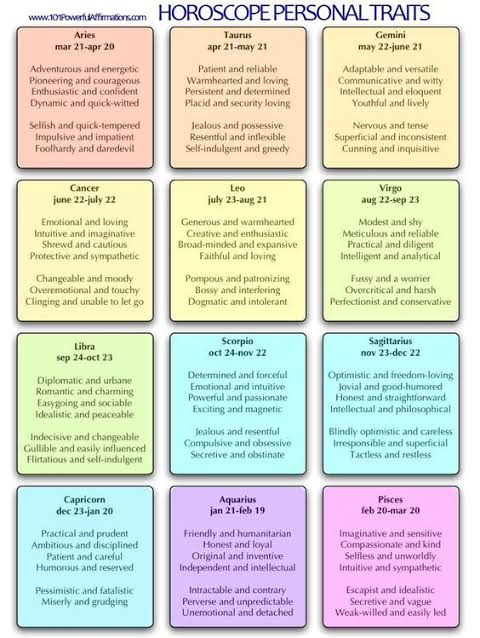 www.101PowerfulAffirmations.com HOROSCOPE PERSONAL TRAITS
Aries
mar 21-apr 20
Adventurous and energetic
Pioneering and courageous
Enthusiastic and confident
Dynamic and quick-witted
Selfish and quick-tempered
Impulsive and impatient
Foolhardy and daredevil
Taurus
apr 21-may 21
Patient and reliable
Warmhearted and loving
Persistent and determined
Placid and security loving
Jealous and possessive
Resentful and inflexible
Self-indulgent and greedy
Gemini
may 22-june 21
Adaptable and versatile
Communicative and witty
Intellectual and eloquent
Youthful and lively
Nervous and tense
Superficial and inconsistent
Cunning and inquisitive
Cancer
june 22-july 22
Emotional and loving
Intuitive and imaginative
Shrewd and cautious
Protective and sympathetic
Changeable and moody
Overemotional and touchy
Clinging and unable to let go
Leo
july 23-aug 21
Generous and warmhearted
Creative and enthusiastic
Broad-minded and expansive
Faithful and loving
Pompous and patronizing
Bossy and interfering
Dogmatic and intolerant
Virgo
aug 22-sep 23
Modest and shy
Meticulous and reliable
Practical and diligent
Intelligent and analytical
Fussy and a worrier
Overcritical and harsh
Perfectionist and conservative
Libra
sep 24-oct 23
Diplomatic and urbane
Romantic and charming
Easygoing and sociable
Idealistic and peaceable
Indecisive and changeable
Gullible and easily influenced
Flirtatious and self-indulgent
Scorpio
oct 24-nov 22
Determined and forceful
Emotional and intuitive
Powerful and passionate
Exciting and magnetic
Jealous and resentful
Compulsive and obsessive
Secretive and obstinate
Sagittarius
nov 23-dec 22
Optimistic and freedom-loving
Jovial and good-humored
Honest and straightforward
Intellectual and philosophical
Blindly optimistic and careless
Irresponsible and superficial
Tactless and restless
Capricorn
dec 23-jan 20
Practical and prudent
Ambitious and disciplined
Patient and careful
Humorous and reserved
Pessimistic and fatalistic
Miserly and grudging
Aquarius
jan 21-feb 19
Friendly and humanitarian
Honest and loyal
Original and inventive
Independent and intellectual
Intractable and contrary
Perverse and unpredictable
Unemotional and detached
Pisces
feb 20-mar 20
Imaginative and sensitive
Compassionate and kind
Selfless and unworldly
Intuitive and sympathetic
Escapist and idealistic
Secretive and vague
Weak-willed and easily led